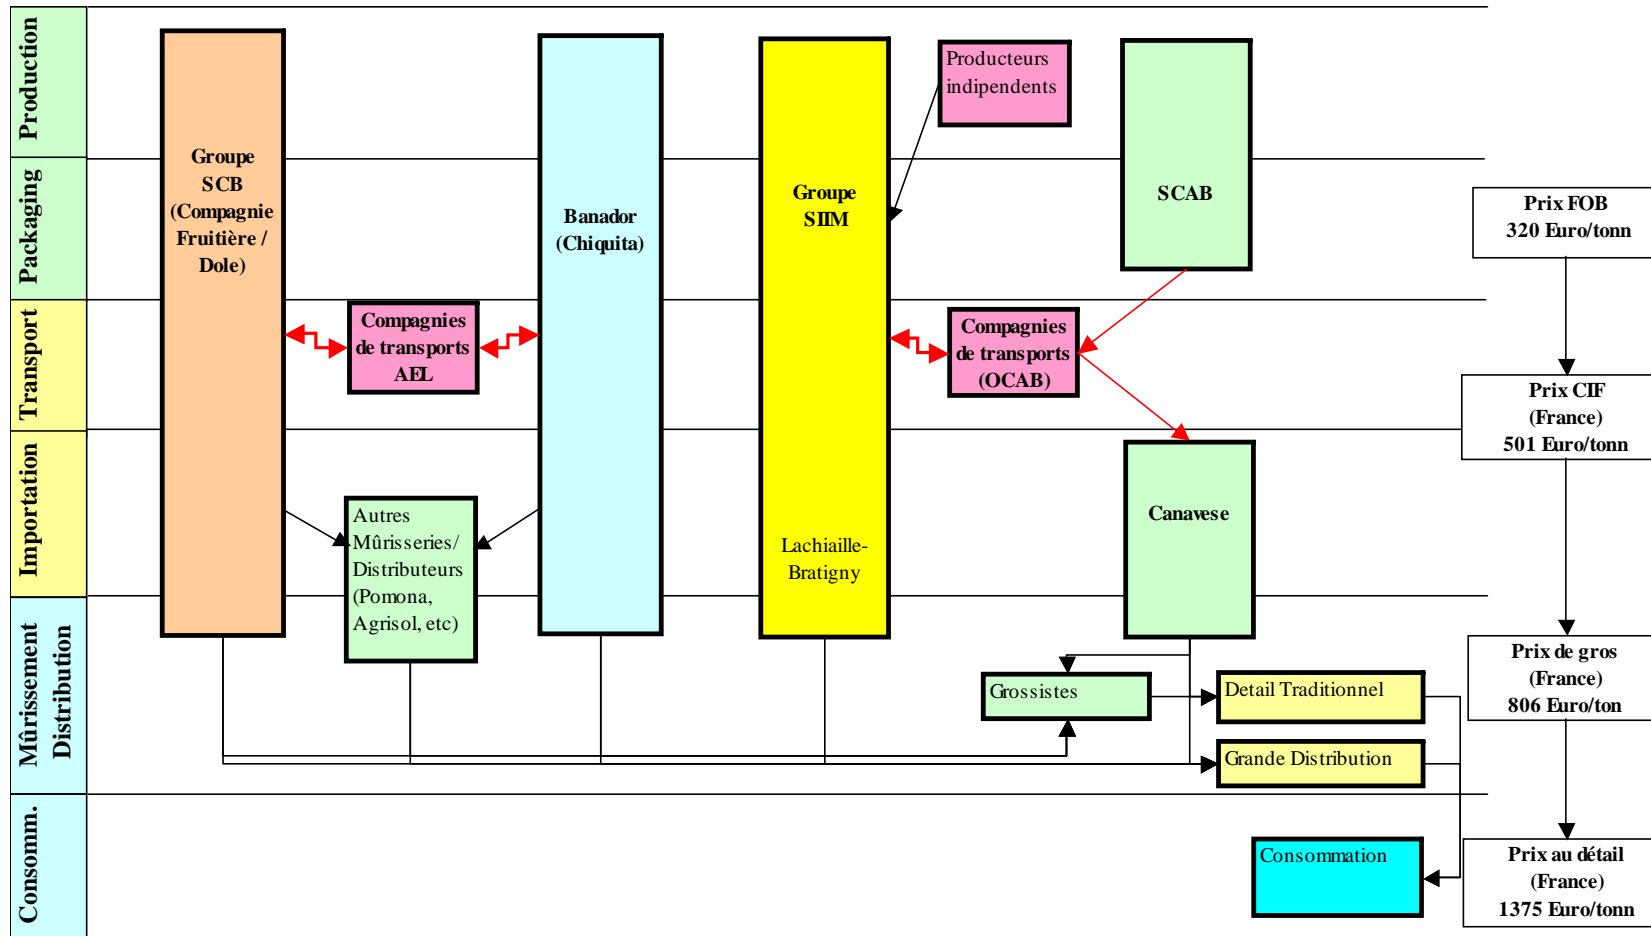 Production
Packaging
Transport
Importation
Mûrissement
Distribution
Consomm.
Groupe
SCB
(Compagnie
Fruitière /
Dole)
Compagnies
de transports
AEL
Autres
Mûrisseries/
Distributeurs
(Pomona,
Agrisol, etc)
Banador
(Chiquita)
Groupe
SIIM
Lachiaille-
Bratigny
Producteurs
indipendents
Compagnies
de transports
(OCAB)
SCAB
Canavese
Grossistes
Detail Traditionnel
Grande Distribution
Consommation
Prix FOB
320 Euro/tonn
Prix CIF
(France)
501 Euro/tonn
Prix de gros
(France)
806 Euro/ton
Prix au détail
(France)
1375 Euro/tonn